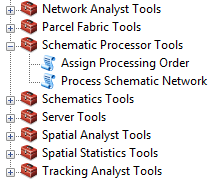 Network Analyst Tools
Parcel Fabric Tools
Schematic Processor Tools
Assign Processing Order
Process Schematic Network
Schematics Tools
Server Tools
Spatial Analyst Tools
Spatial Statistics Tools
Tracking Analyst Tools